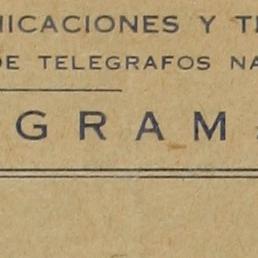 NICACIONES Y T
DE TELEGRAFOS NA
GRAM